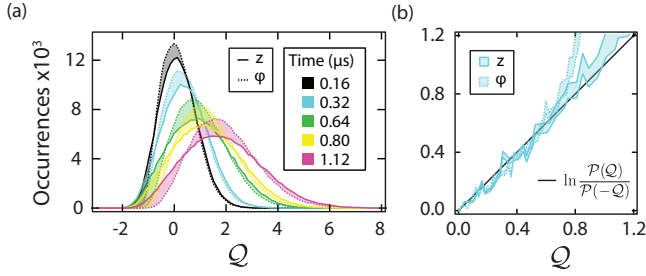 (a)
Occurrences x10³
12
8
4
0
-2
0
2
4
6
8
𝒬
z
φ
Time (μs)
0.16
0.32
0.64
0.80
1.12
(b)
1.2
0.8
0.4
0.0
0.0
0.4
0.8
1.2
𝒬
z
φ
ln 𝒫(𝒬)
𝒫(-𝒬)